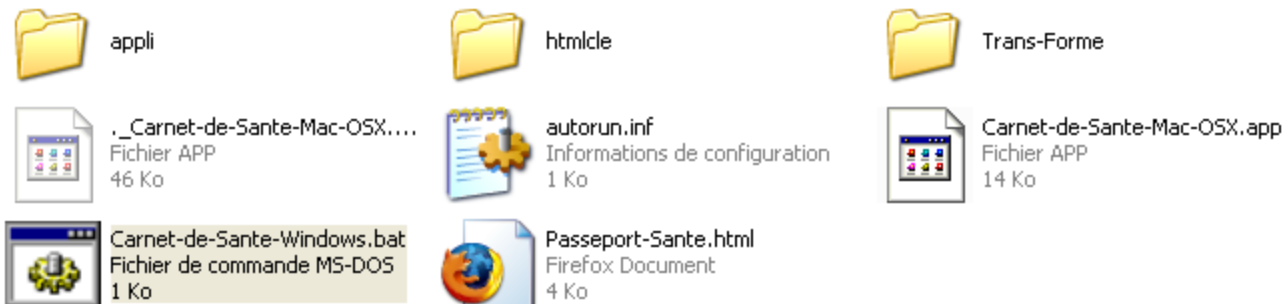 appli
htmlcle
Trans-Forme
._Carnet-de-Sante-Mac-OSX....
Fichier APP
46 Ko
autorun.inf
Informations de configuration
1 Ko
Carnet-de-Sante-Mac-OSX.app
Fichier APP
14 Ko
Carnet-de-Sante-Windows.bat
Fichier de commande MS-DOS
1 Ko
Passeport-Sante.html
Firefox Document
4 Ko